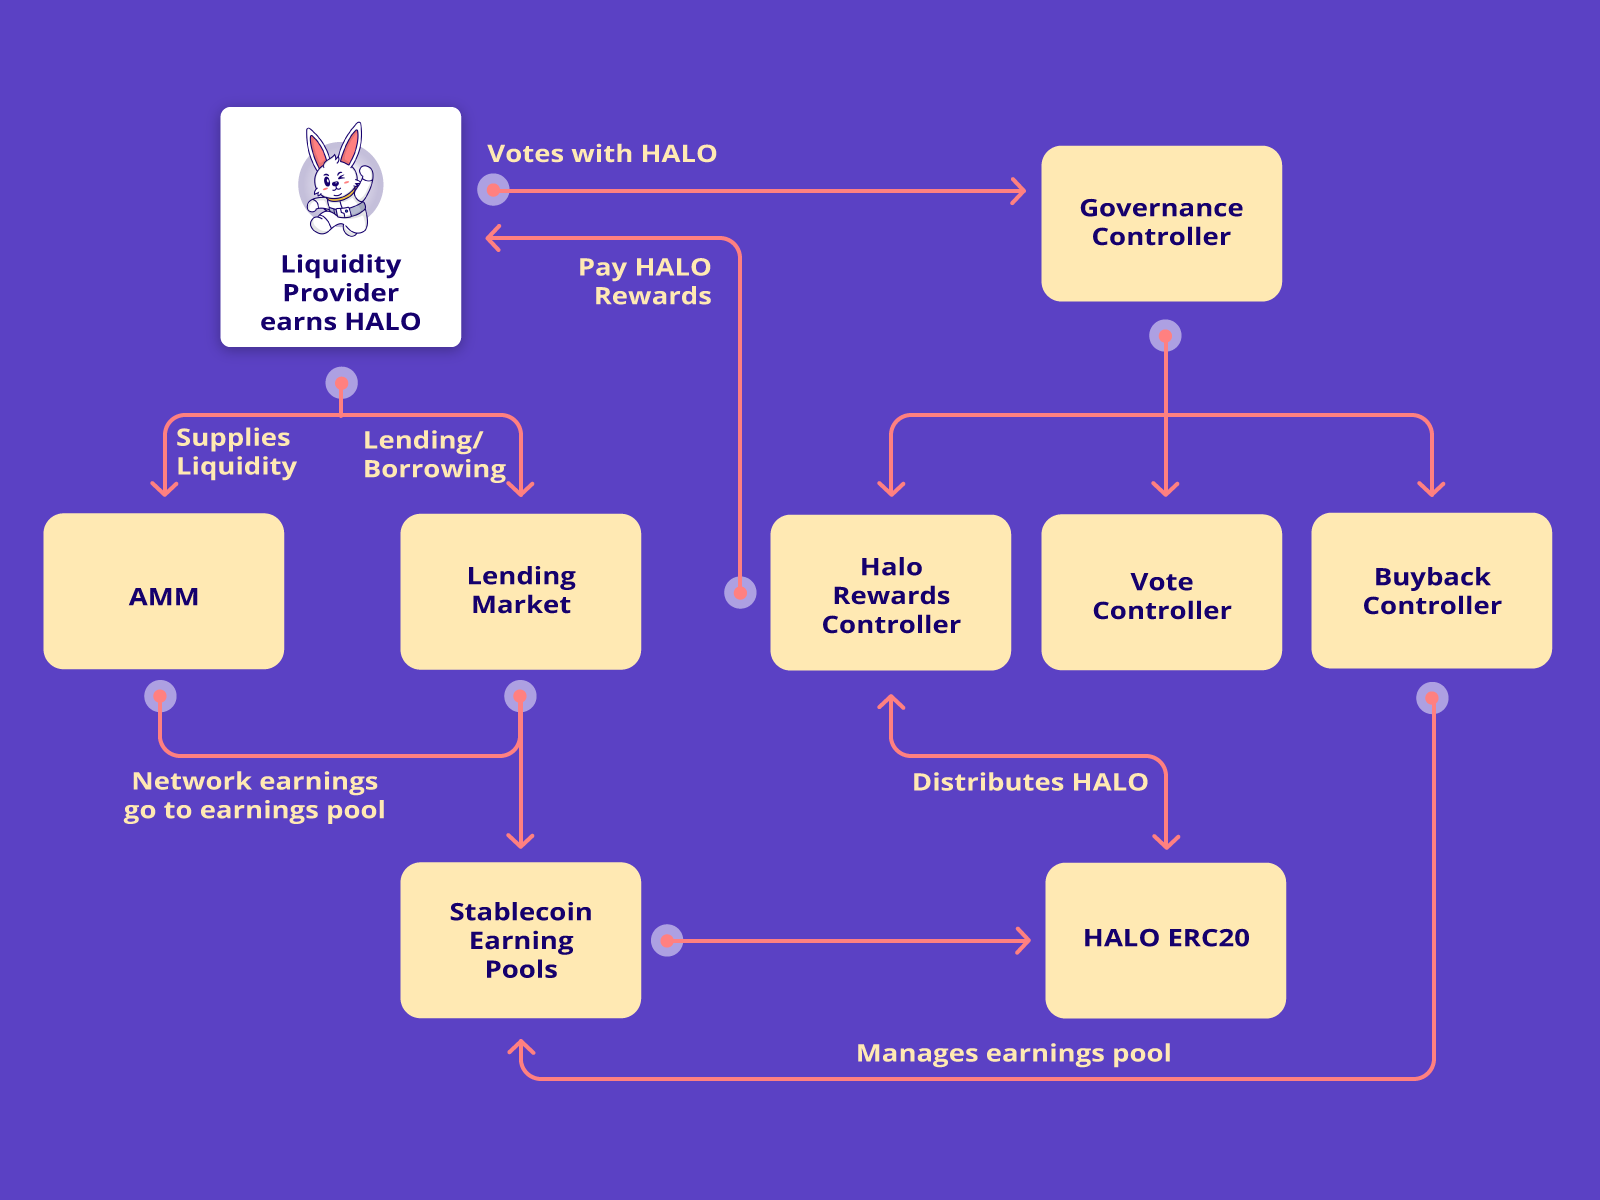 Votes with HALO
Liquidity
Provider
earns HALO
Governance
Controller
Pay HALO
Rewards
Supplies
Liquidity
Lending/
Borrowing
AMM
Lending
Market
Halo
Rewards
Controller
Vote
Controller
Buyback
Controller
Network earnings
go to earnings pool
Distributes HALO
Stablecoin
Earning
Pools
HALO ERC20
Manages earnings pool